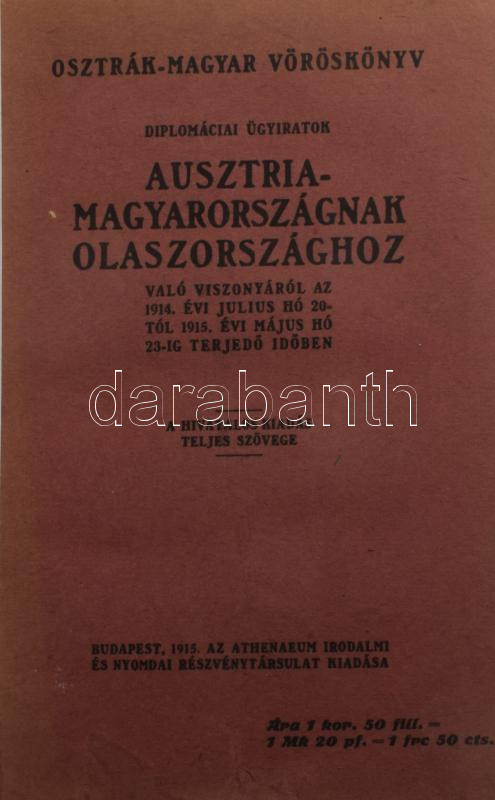 OSZTRÁK-MAGYAR VÖRÖSKÖNYV
DIPLOMÁCIAI ÜGYIRATOK
AUSZTRIA-
MAGYARORSZÁGNAK
OLASZORSZÁGHOZ
VALÓ VISZONYÁRÓL AZ
1914. ÉVI JULIUS HÓ 20-
TÓL 1915. ÉVI MÁJUS HÓ
23-IG TERJEDŐ IDŐBEN
darabanth
A HIVATALOS KIADÁS
TELJES SZÖVEGE
BUDAPEST, 1915. AZ ATHENAEUM IRODALMI
ÉS NYOMDAI RÉSZVÉNYTÁRSULAT KIADÁSA
Ára 1 kor. 50 fill. =
1 Mk 20 pf. = 1 frc 50 cts.